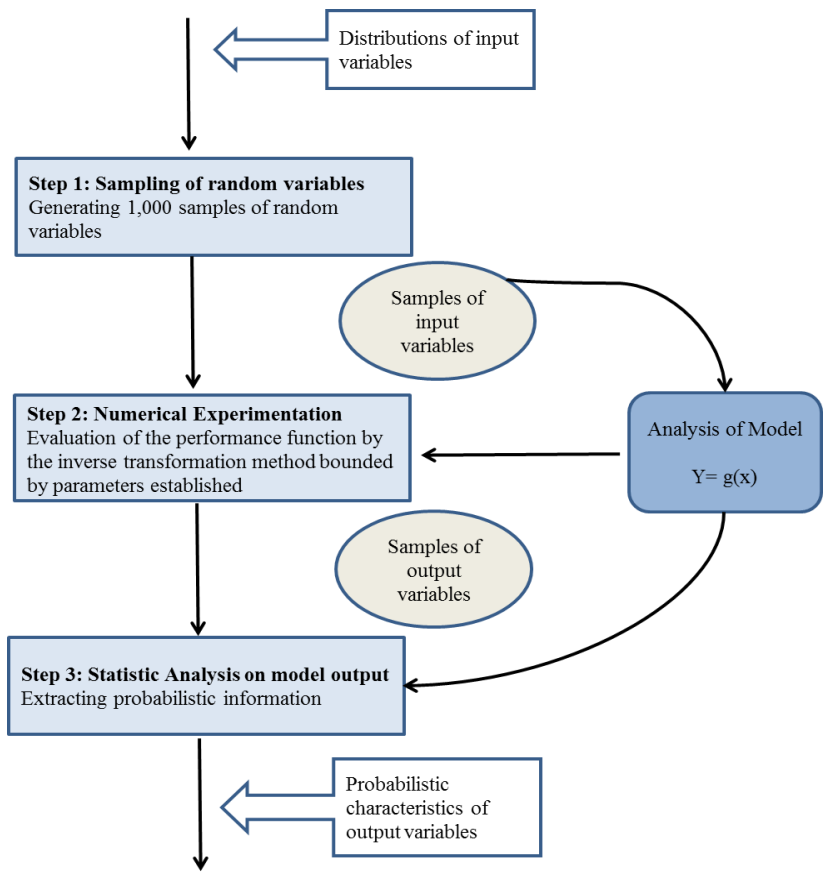 Distributions of input
variables
Step 1: Sampling of random variables
Generating 1,000 samples of random
variables
Samples of
input
variables
Step 2: Numerical Experimentation
Evaluation of the performance function by
the inverse transformation method bounded
by parameters established
Analysis of Model
Y= g(x)
Samples of
output
variables
Step 3: Statistic Analysis on model output
Extracting probabilistic information
Probabilistic
characteristics of
output variables